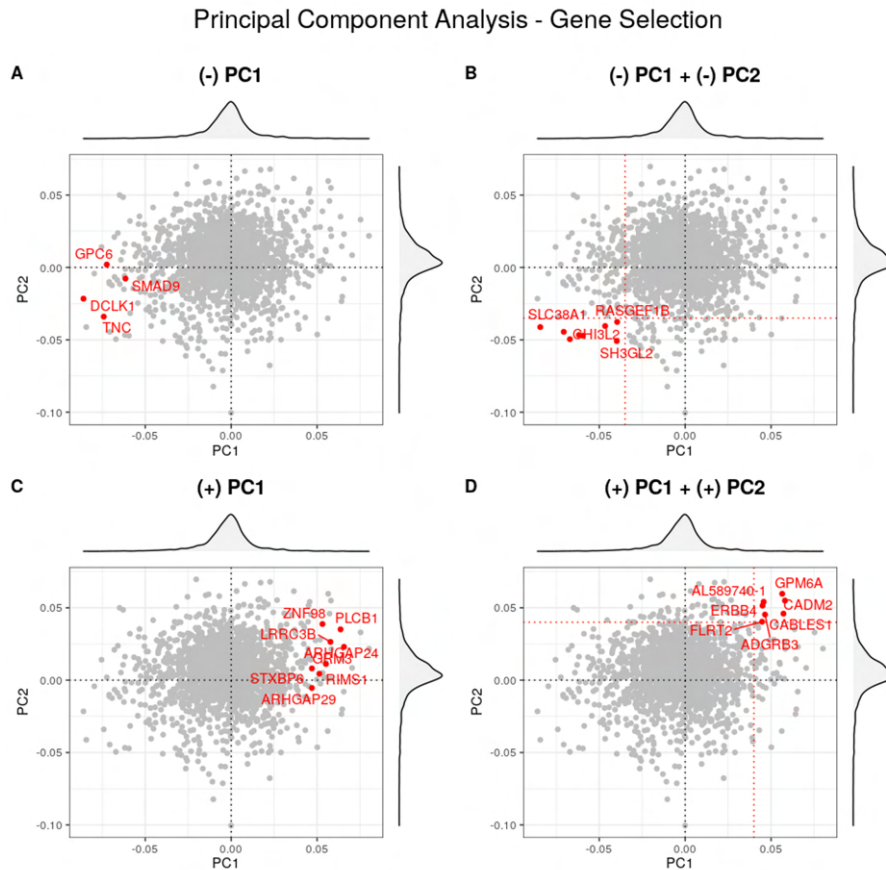 Principal Component Analysis - Gene Selection
A
(-) PC1
0.05
0.00
-0.05
-0.10
PC2
GPC6
SMAD9
DCLK1
TNC
-0.05
0.00
0.05
PC1
B
(-) PC1 + (-) PC2
0.05
0.00
-0.05
-0.10
PC2
SLC38A1
RASGEF1B
CHI3L2
SH3GL2
-0.05
0.00
0.05
PC1
C
(+) PC1
0.05
0.00
-0.05
-0.10
PC2
ZNF98
PLCB1
LRRC3B
ARHGAP24
GRM3
STXBP6
RIMS1
ARHGAP29
-0.05
0.00
0.05
PC1
D
(+) PC1 + (+) PC2
0.05
0.00
-0.05
-0.10
PC2
GPM6A
AL589740-1
CADM2
ERBB4
CABLES1
FLRT2
ADGRB3
-0.05
0.00
0.05
PC1